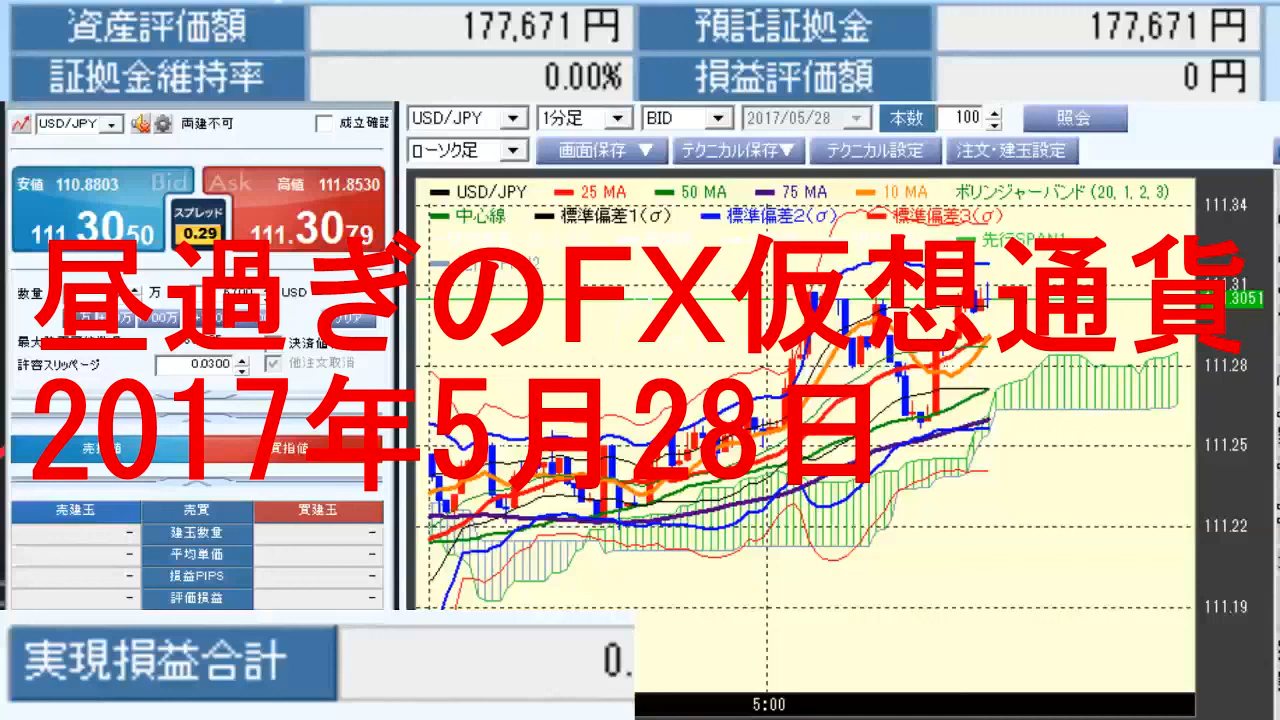 資産評価額 177,671 円 預託証拠金 177,671 円
証拠金維持率 0.00% 損益評価額 0 円
USD/JPY 両建不可 成立確認
USD/JPY 1分足 BID 2017/05/28 本数 100 照会
ローソク足 画面保存 ▼ テクニカル保存▼ テクニカル設定 注文・建玉設定
安値 110.8803 Bid Ask 高値 111.8530
111.3050 スプレッド 0.29 111.3079
USD/JPY 25 MA 50 MA 75 MA 10 MA ボリンジャーバンド (20, 1, 2, 3)
中心線 標準偏差1(σ) 標準偏差2(σ) 標準偏差3(σ)
先行SPAN1
111.34
111.31
3051
111.28
111.25
111.22
111.19
昼過ぎのFX仮想通貨
2017年5月28日
数量 万 USD
決済
許容スリッページ 0.0300 他注文取消
売建玉 売買 買建玉
- 建玉数量 -
- 平均単価 -
- 損益PIPS -
- 評価損益 -
実現損益合計 0.
5:00